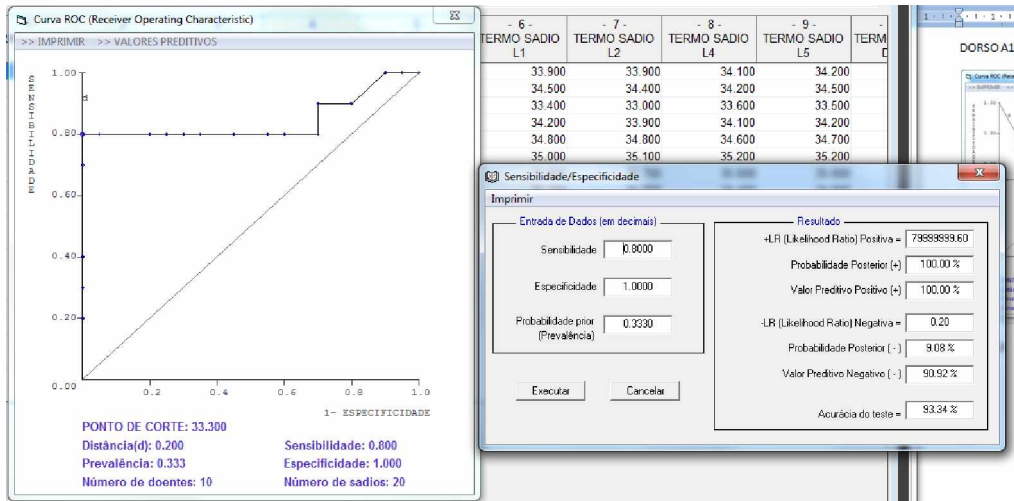 Curva ROC (Receiver Operating Characteristic)
>> IMPRIMIR >> VALORES PREDITIVOS
SENSIBILIDADE
1.00
d
0.80
0.60
0.40
0.20
0.00
0.2 0.4 0.6 0.8 1.0
1- ESPECIFICIDADE
PONTO DE CORTE: 33.300
Distância(d): 0.200 Sensibilidade: 0.800
Prevalência: 0.333 Especificidade: 1.000
Número de doentes: 10 Número de sadios: 20
- 6 - - 7 - - 8 - - 9 - -
TERMO SADIO TERMO SADIO TERMO SADIO TERMO SADIO TERM
L1 L2 L4 L5 D
33.900 33.900 34.100 34.200
34.500 34.400 34.200 34.500
33.400 33.000 33.600 33.500
34.200 33.900 34.100 34.200
34.800 34.800 34.600 34.700
35.000 35.100 35.200 35.200
Sensibilidade/Especificidade
Imprimir
Entrada de Dados (em decimais)
Sensibilidade 0.8000
Especificidade 1.0000
Probabilidade prior 0.3330
(Prevalência)
Executar Cancelar
Resultado
+LR (Likelihood Ratio) Positiva = 79999999.60
Probabilidade Posterior (+) 100.00 %
Valor Preditivo Positivo (+) 100.00 %
-LR (Likelihood Ratio) Negativa = 0.20
Probabilidade Posterior ( - ) 9.08 %
Valor Preditivo Negativo ( - ) 90.92 %
Acurácia do teste = 93.34 %
DORSO A1